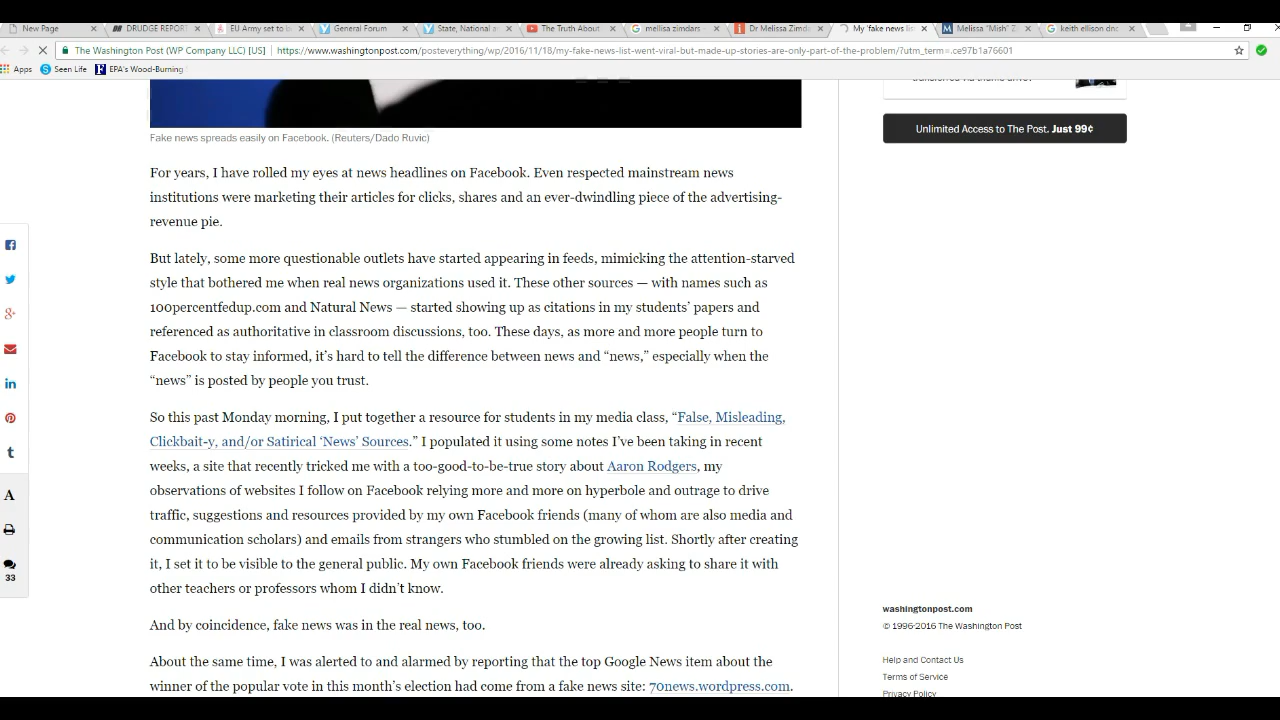 New Page
DRUDGE REPORT
EU Army set to b
General Forum
State, National a
The Truth About
mellisa zimdars
Dr Melissa Zimda
My 'fake news lis
Melissa "Mish" Z
keith ellison dnc
The Washington Post (WP Company LLC) [US] https://www.washingtonpost.com/posteverything/wp/2016/11/18/my-fake-news-list-went-viral-but-made-up-stories-are-only-part-of-the-problem/?utm_term=.ce97b1a76601
Apps Seen Life EPA's Wood-Burning
Unlimited Access to The Post. Just 99¢
Fake news spreads easily on Facebook. (Reuters/Dado Ruvic)
For years, I have rolled my eyes at news headlines on Facebook. Even respected mainstream news
institutions were marketing their articles for clicks, shares and an ever-dwindling piece of the advertising-
revenue pie.
But lately, some more questionable outlets have started appearing in feeds, mimicking the attention-starved
style that bothered me when real news organizations used it. These other sources — with names such as
100percentfedup.com and Natural News — started showing up as citations in my students' papers and
referenced as authoritative in classroom discussions, too. These days, as more and more people turn to
Facebook to stay informed, it's hard to tell the difference between news and “news,” especially when the
“news” is posted by people you trust.
So this past Monday morning, I put together a resource for students in my media class, “False, Misleading,
Clickbait-y, and/or Satirical ‘News’ Sources.” I populated it using some notes I've been taking in recent
weeks, a site that recently tricked me with a too-good-to-be-true story about Aaron Rodgers, my
observations of websites I follow on Facebook relying more and more on hyperbole and outrage to drive
traffic, suggestions and resources provided by my own Facebook friends (many of whom are also media and
communication scholars) and emails from strangers who stumbled on the growing list. Shortly after creating
it, I set it to be visible to the general public. My own Facebook friends were already asking to share it with
other teachers or professors whom I didn't know.
And by coincidence, fake news was in the real news, too.
About the same time, I was alerted to and alarmed by reporting that the top Google News item about the
winner of the popular vote in this month's election had come from a fake news site: 70news.wordpress.com.
A
33
washingtonpost.com
© 1996-2016 The Washington Post
Help and Contact Us
Terms of Service
Privacy Policy